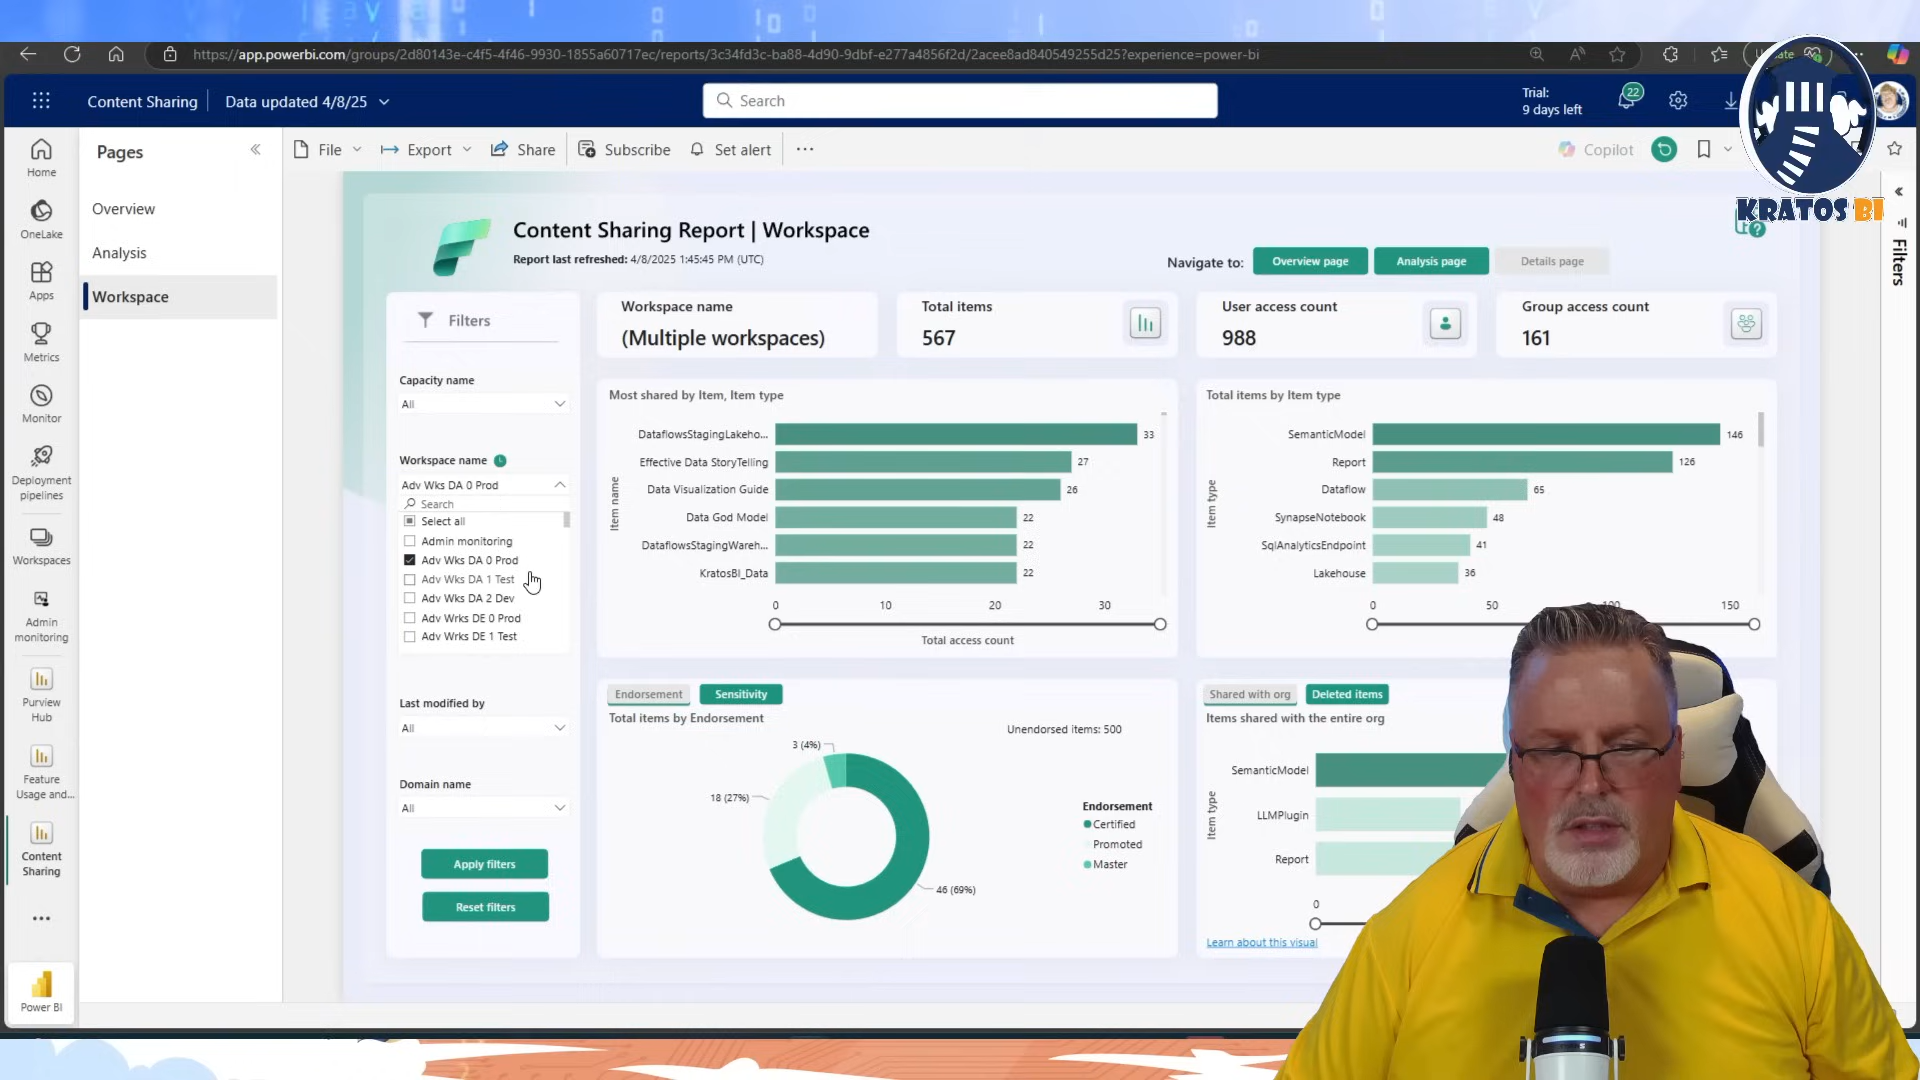 https://app.powerbi.com/groups/2d80143e-c4f5-4f46-9930-1855a60717ec/reports/3c34fd3c-ba88-4d90-9dbf-e277a4856f2d/2acee8ad840549255d25?experience=power-bi
Content Sharing
Data updated 4/8/25
Search
Trial:
9 days left
22
KRATOS BI
Home
OneLake
Apps
Metrics
Monitor
Deployment
pipelines
Workspaces
Admin
monitoring
Purview
Hub
Feature
Usage and...
Content
Sharing
Power BI
Pages
Overview
Analysis
Workspace
File
Export
Share
Subscribe
Set alert
Copilot
Filters
Content Sharing Report | Workspace
Report last refreshed: 4/8/2025 1:45:45 PM (UTC)
Navigate to:
Overview page
Analysis page
Details page
Filters
Capacity name
All
Workspace name
Adv Wks DA 0 Prod
Search
Select all
Admin monitoring
Adv Wks DA 0 Prod
Adv Wks DA 1 Test
Adv Wks DA 2 Dev
Adv Wrks DE 0 Prod
Adv Wrks DE 1 Test
Last modified by
All
Domain name
All
Apply filters
Reset filters
Workspace name
(Multiple workspaces)
Total items
567
User access count
988
Group access count
161
Most shared by Item, Item type
Item name
DataflowsStagingLakeho... 33
Effective Data StoryTelling 27
Data Visualization Guide 26
Data God Model 22
DataflowsStagingWareh... 22
KratosBI_Data 22
0 10 20 30
Total access count
Total items by Item type
Item type
SemanticModel 146
Report 126
Dataflow 65
SynapseNotebook 48
SqlAnalyticsEndpoint 41
Lakehouse 36
0 50 100 150
Endorsement
Sensitivity
Total items by Endorsement
Unendorsed items: 500
3 (4%)
18 (27%)
46 (69%)
Endorsement
Certified
Promoted
Master
Shared with org
Deleted items
Items shared with the entire org
Item type
SemanticModel
LLMPlugin
Report
0
Learn about this visual